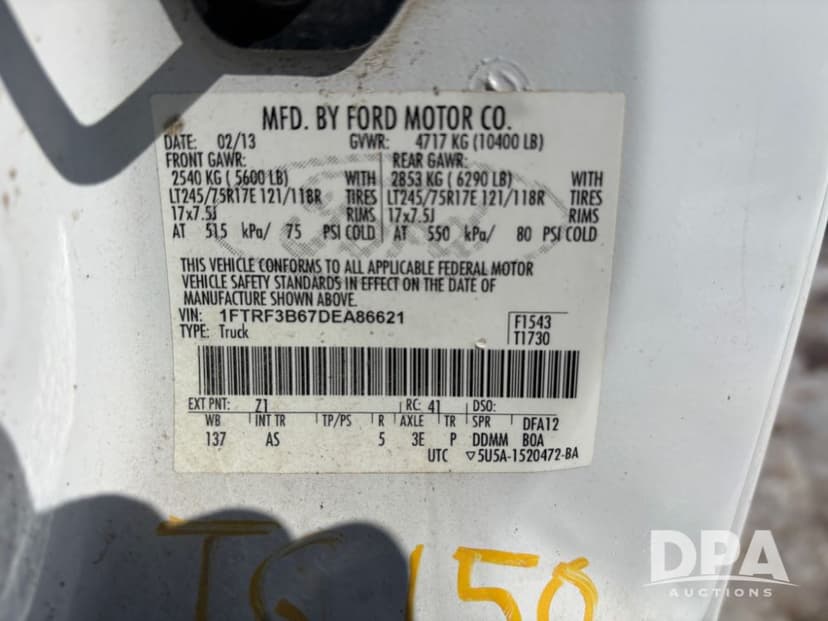 MFD. BY FORD MOTOR CO.
DATE: 02/13 GVWR: 4717 KG (10400 LB)
FRONT GAWR: REAR GAWR:
2540 KG ( 5600 LB) WITH 2853 KG ( 6290 LB) WITH
LT245/75R17E 121/118R TIRES LT245/75R17E 121/118R TIRES
17x7.5J RIMS 17x7.5J RIMS
AT 515 kPa/ 75 PSI COLD AT 550 kPa/ 80 PSI COLD
THIS VEHICLE CONFORMS TO ALL APPLICABLE FEDERAL MOTOR
VEHICLE SAFETY STANDARDS IN EFFECT ON THE DATE OF
MANUFACTURE SHOWN ABOVE.
VIN: 1FTRF3B67DEA86621 F1543
TYPE: Truck T1730
EXT PNT: Z1 RC: 41 DSO:
WB INT TR TP/PS R AXLE TR SPR DFA12
137 AS 5 3E P DDMM BOA
UTC ▽5U5A-1520472-BA
150
DPA
AUCTIONS